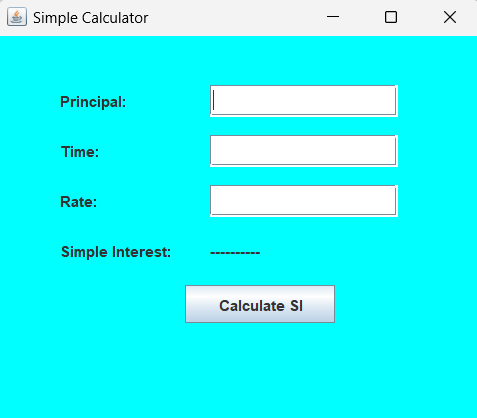 Simple Calculator
Principal:
Time:
Rate:
Simple Interest: ----------
Calculate SI